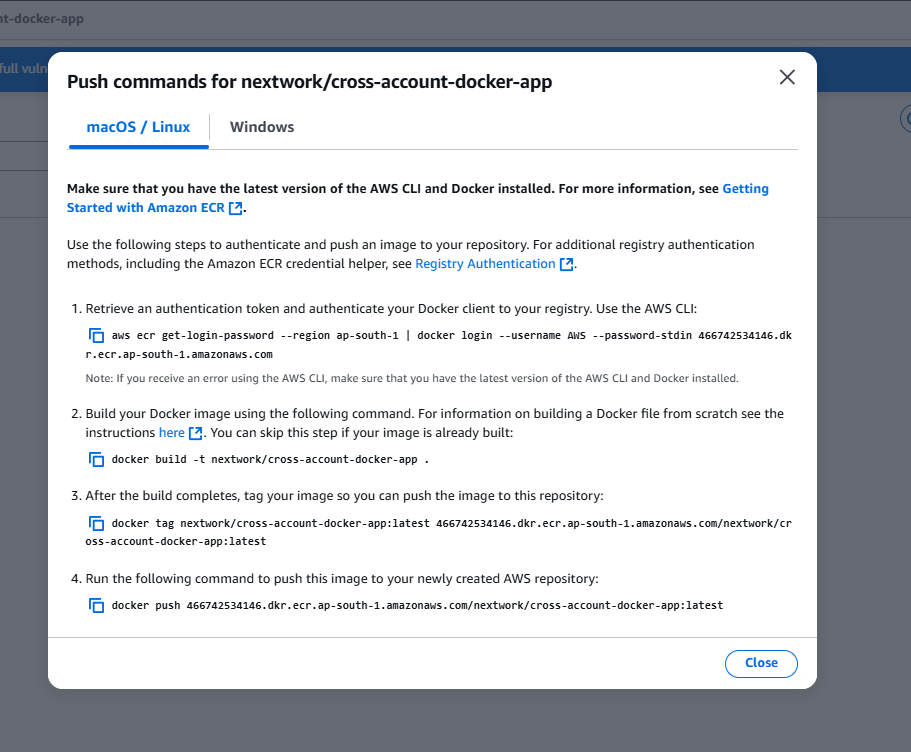 nt-docker-app
full vuln
Push commands for nextwork/cross-account-docker-app
macOS / Linux
Windows
Make sure that you have the latest version of the AWS CLI and Docker installed. For more information, see Getting
Started with Amazon ECR.
Use the following steps to authenticate and push an image to your repository. For additional registry authentication
methods, including the Amazon ECR credential helper, see Registry Authentication.
1. Retrieve an authentication token and authenticate your Docker client to your registry. Use the AWS CLI:
aws ecr get-login-password --region ap-south-1 | docker login --username AWS --password-stdin 466742534146.dk
r.ecr.ap-south-1.amazonaws.com
Note: If you receive an error using the AWS CLI, make sure that you have the latest version of the AWS CLI and Docker installed.
2. Build your Docker image using the following command. For information on building a Docker file from scratch see the
instructions here. You can skip this step if your image is already built:
docker build -t nextwork/cross-account-docker-app .
3. After the build completes, tag your image so you can push the image to this repository:
docker tag nextwork/cross-account-docker-app:latest 466742534146.dkr.ecr.ap-south-1.amazonaws.com/nextwork/cr
oss-account-docker-app:latest
4. Run the following command to push this image to your newly created AWS repository:
docker push 466742534146.dkr.ecr.ap-south-1.amazonaws.com/nextwork/cross-account-docker-app:latest
Close